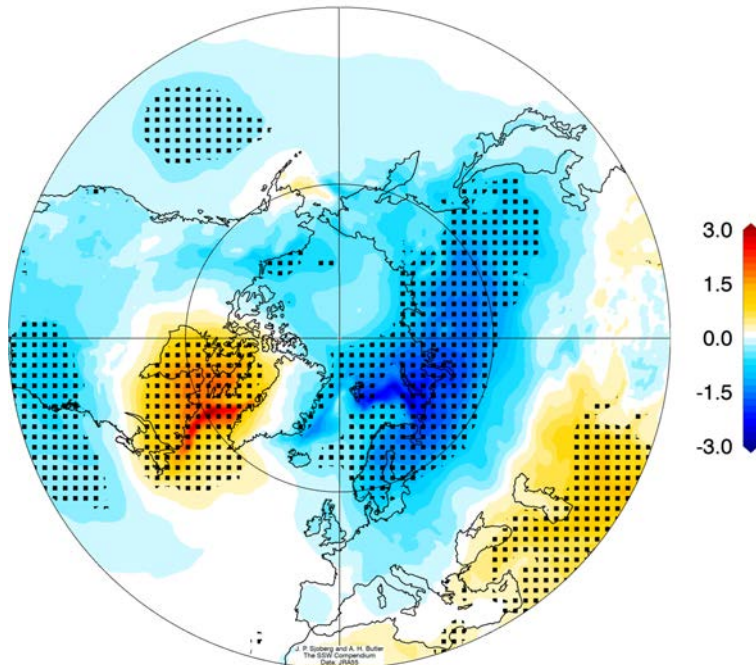 3.0
1.5
0.0
-1.5
-3.0
J. P. Sjoberg and A. H. Butler
The SSW Compendium
Data: JRA55